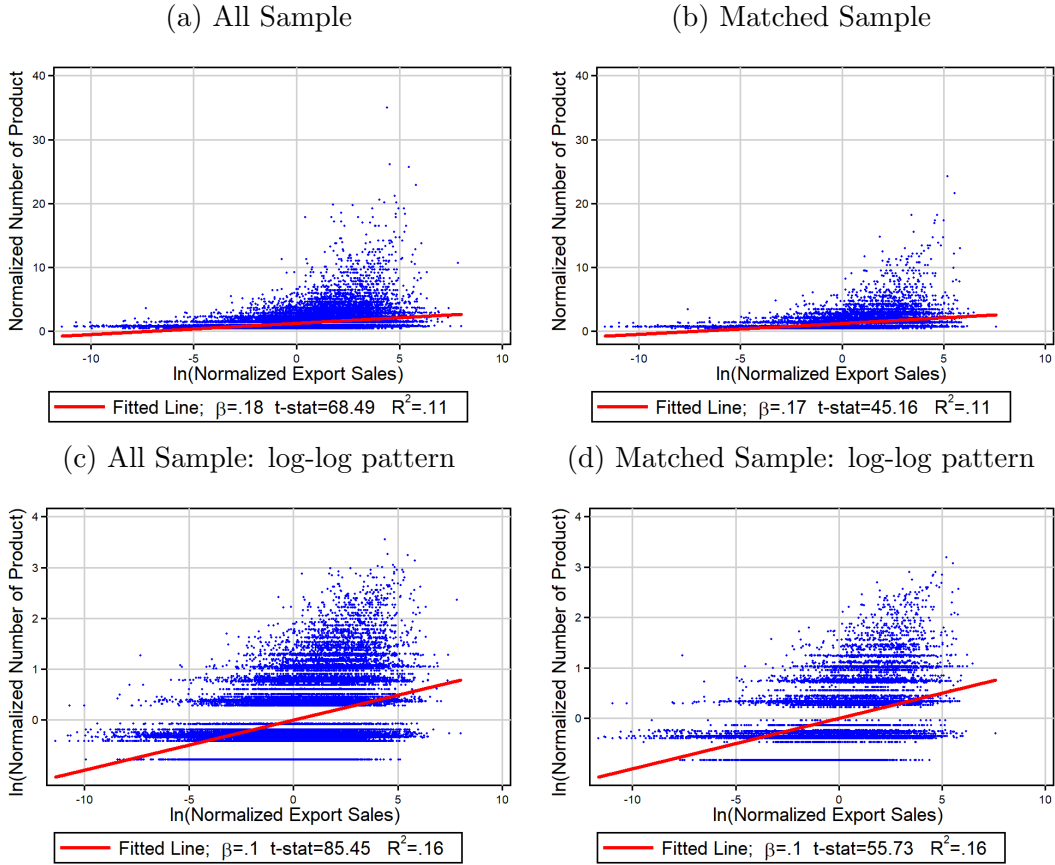 (a) All Sample
Normalized Number of Product
40
30
20
10
0
-10 -5 0 5 10
ln(Normalized Export Sales)
Fitted Line; β=.18 t-stat=68.49 R²=.11
(b) Matched Sample
Normalized Number of Product
40
30
20
10
0
-10 -5 0 5 10
ln(Normalized Export Sales)
Fitted Line; β=.17 t-stat=45.16 R²=.11
(c) All Sample: log-log pattern
ln(Normalized Number of Product)
4
3
2
1
0
-10 -5 0 5 10
ln(Normalized Export Sales)
Fitted Line; β=.1 t-stat=85.45 R²=.16
(d) Matched Sample: log-log pattern
ln(Normalized Number of Product)
4
3
2
1
0
-10 -5 0 5 10
ln(Normalized Export Sales)
Fitted Line; β=.1 t-stat=55.73 R²=.16